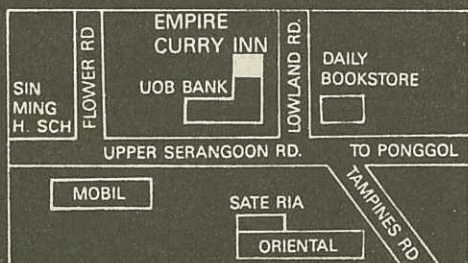 EMPIRE
CURRY INN
FLOWER RD
LOWLAND RD.
DAILY
BOOKSTORE
UOB BANK
SIN
MING
H. SCH
UPPER SERANGOON RD.
TO PONGGOL
MOBIL
TAMPINES RD
SATE RIA
ORIENTAL